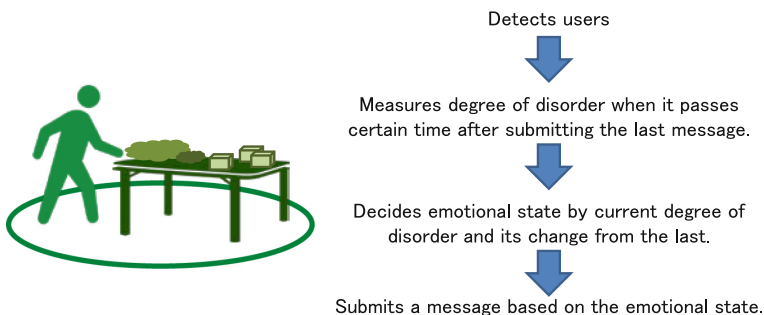 Detects users
Measures degree of disorder when it passes
certain time after submitting the last message.
Decides emotional state by current degree of
disorder and its change from the last.
Submits a message based on the emotional state.